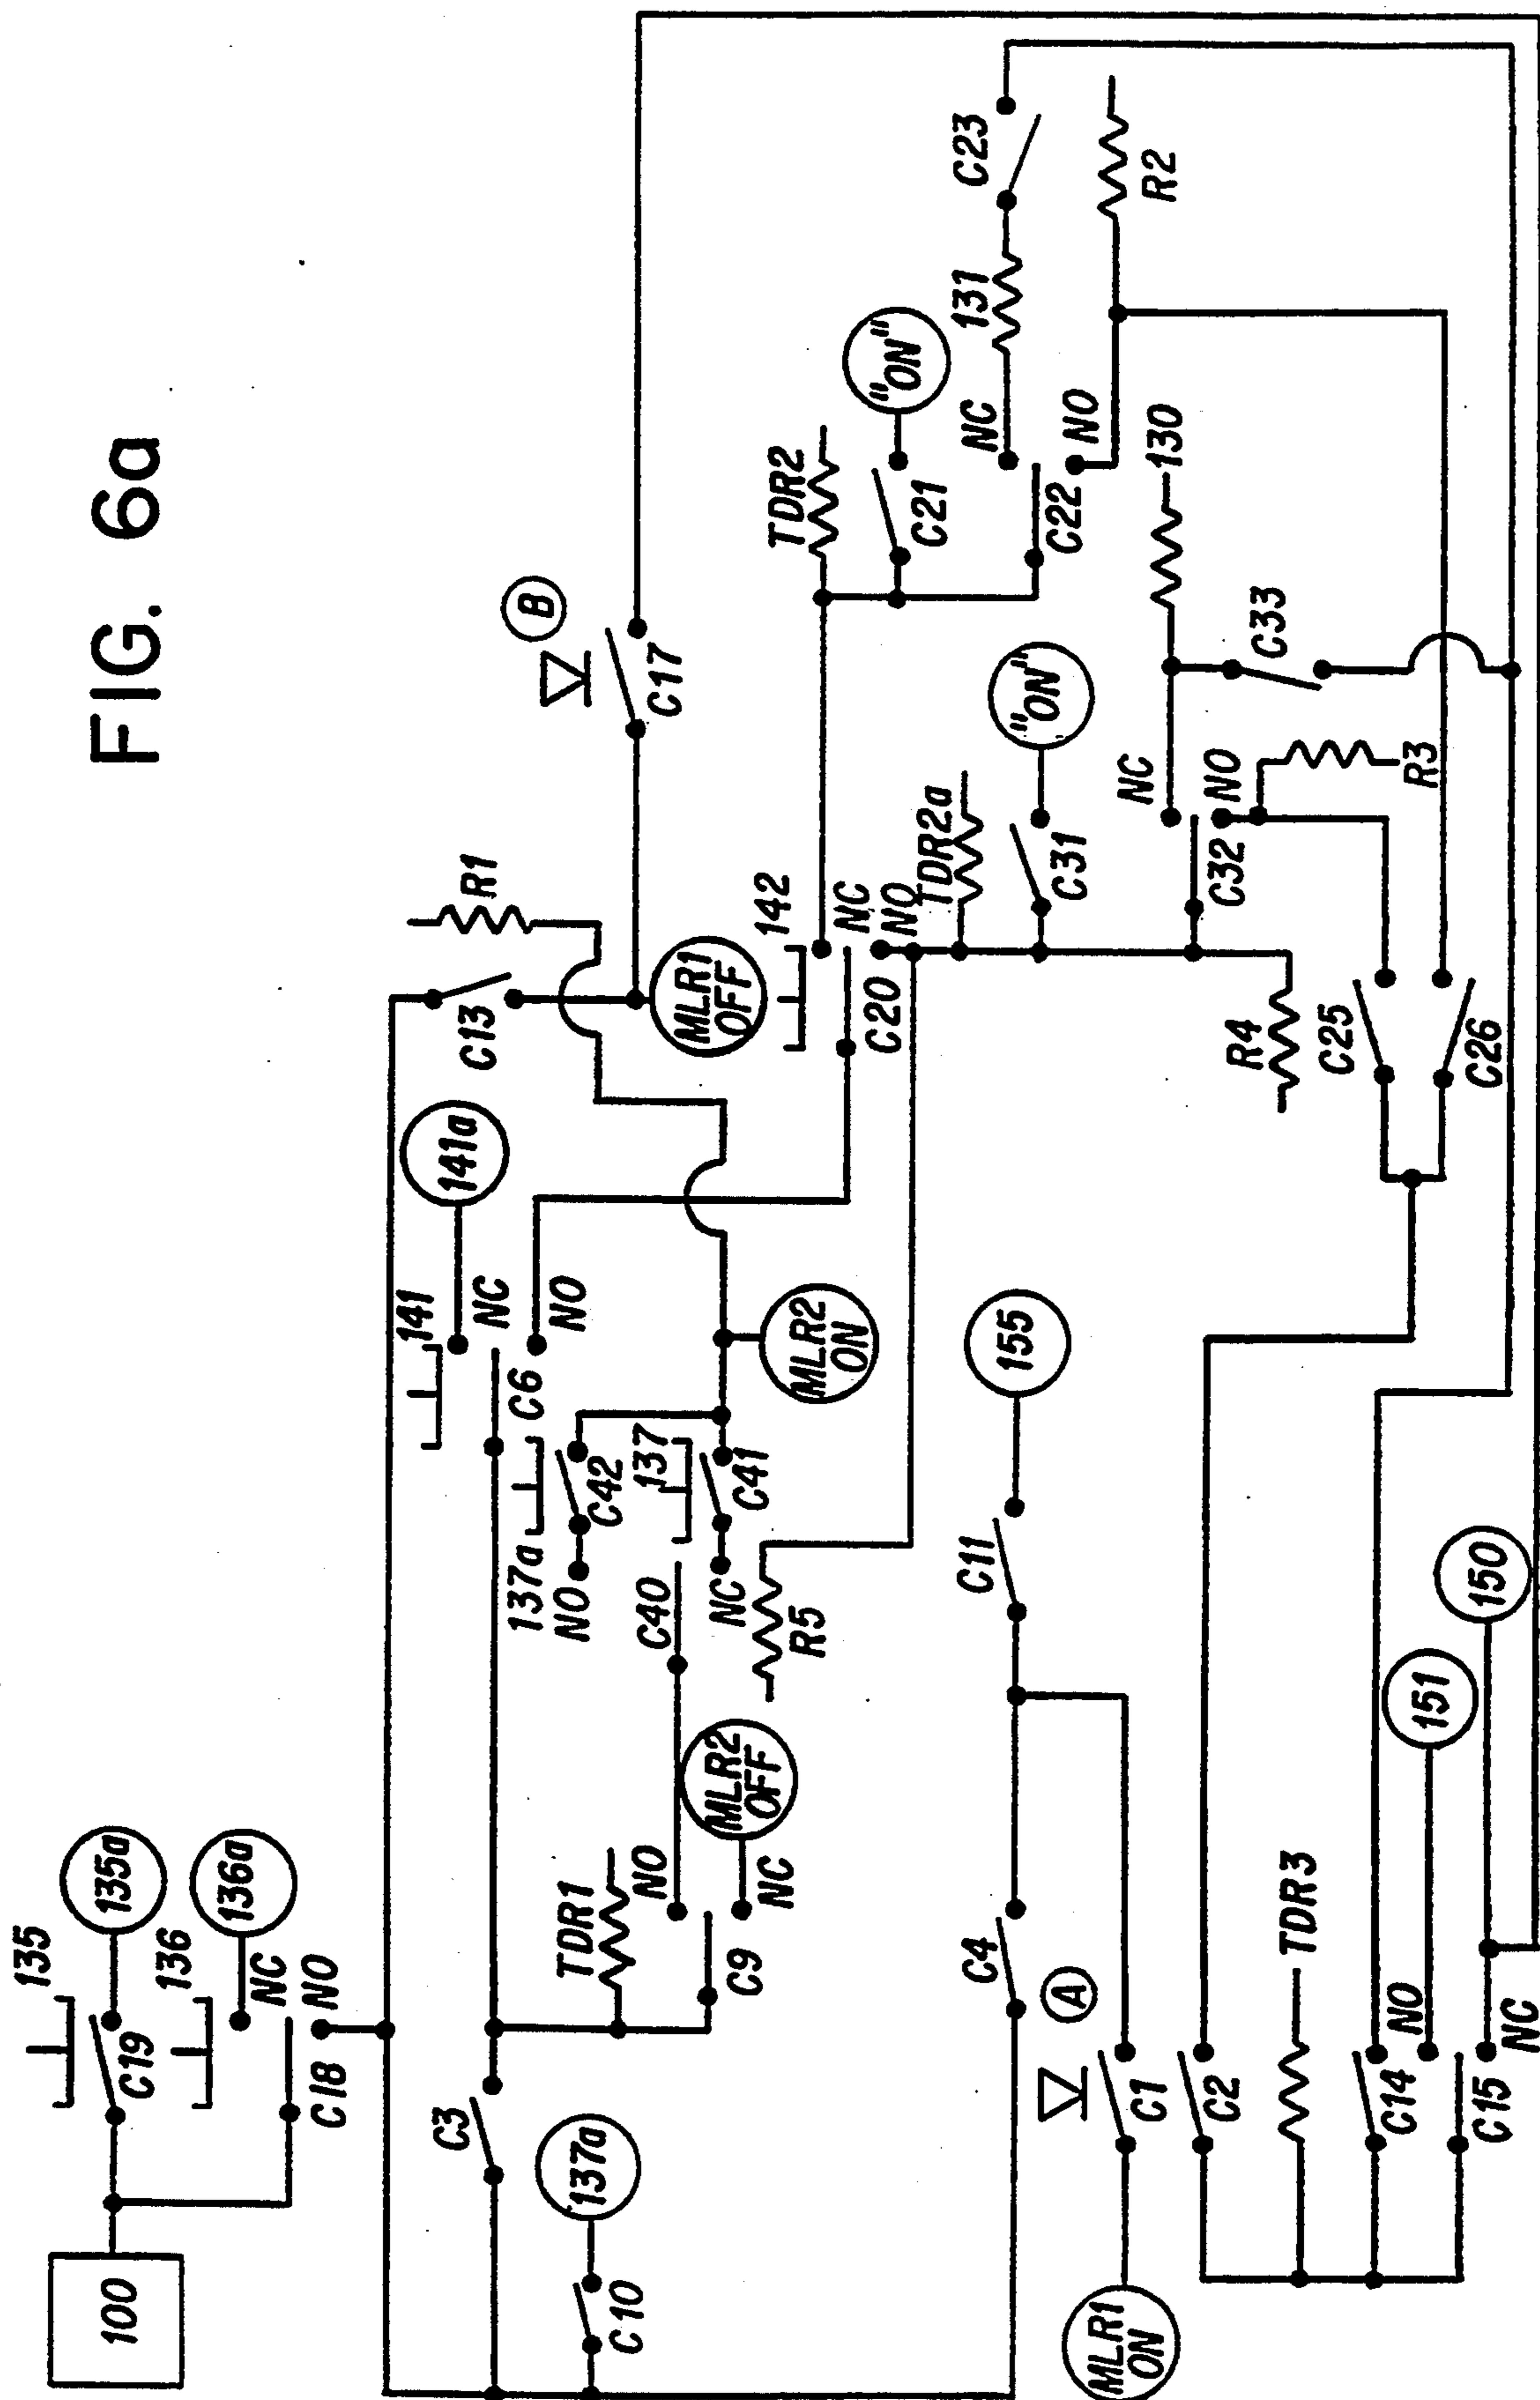 FIG. 6a
135
135a
C19
136
136a
NC
NO
C18
100
141
141a
NC
NO
C6
C13
R1
B
C17
MLR1
OFF
C3
TDR1
NO
NC
C9
MLR2
OFF
137a
NO
C42
C40
137
NC
C41
R5
MLR2
ON
137a
C10
142
NC
NO
C20
TDR2
"ON"
C21
NC
NO
C22
131
C23
R2
TDR2a
"ON"
C31
NC
NO
C32
130
C33
R3
R4
C25
C26
C4
A
C11
155
MLR1
ON
C1
C2
TDR3
C14
NO
151
C15
NC
150